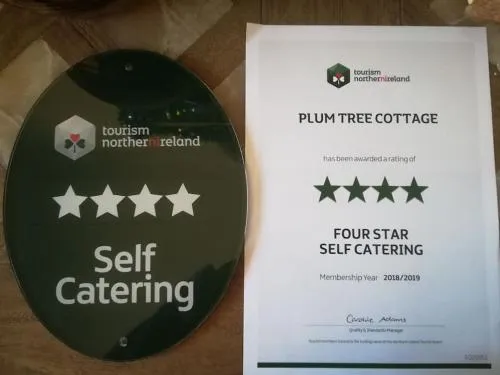 tourism
northernireland
Self
Catering
tourism
northernireland
PLUM TREE COTTAGE
has been awarded a rating of
FOUR STAR
SELF CATERING
Membership Year 2018/2019
Caroline Adams
Quality & Standards Manager